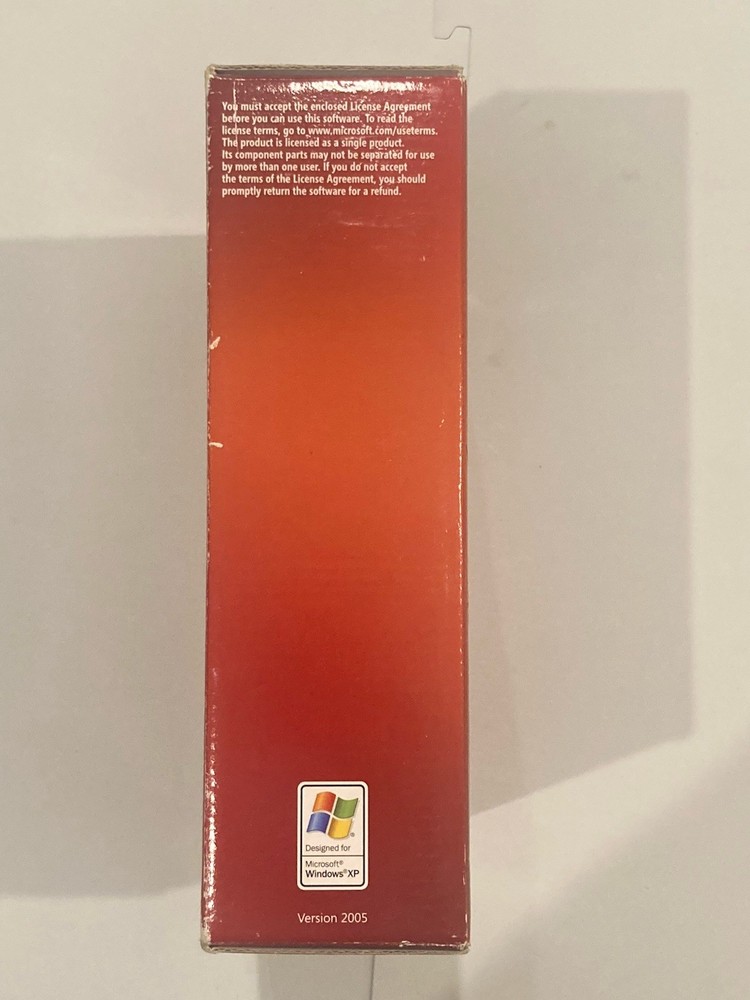 You must accept the enclosed License Agreement
before you can use this software. To read the
license terms, go to www.microsoft.com/useterms.
The product is licensed as a single product.
Its component parts may not be separated for use
by more than one user. If you do not accept
the terms of the License Agreement, you should
promptly return the software for a refund.
®
Designed for
Microsoft®
Windows®XP
Version 2005